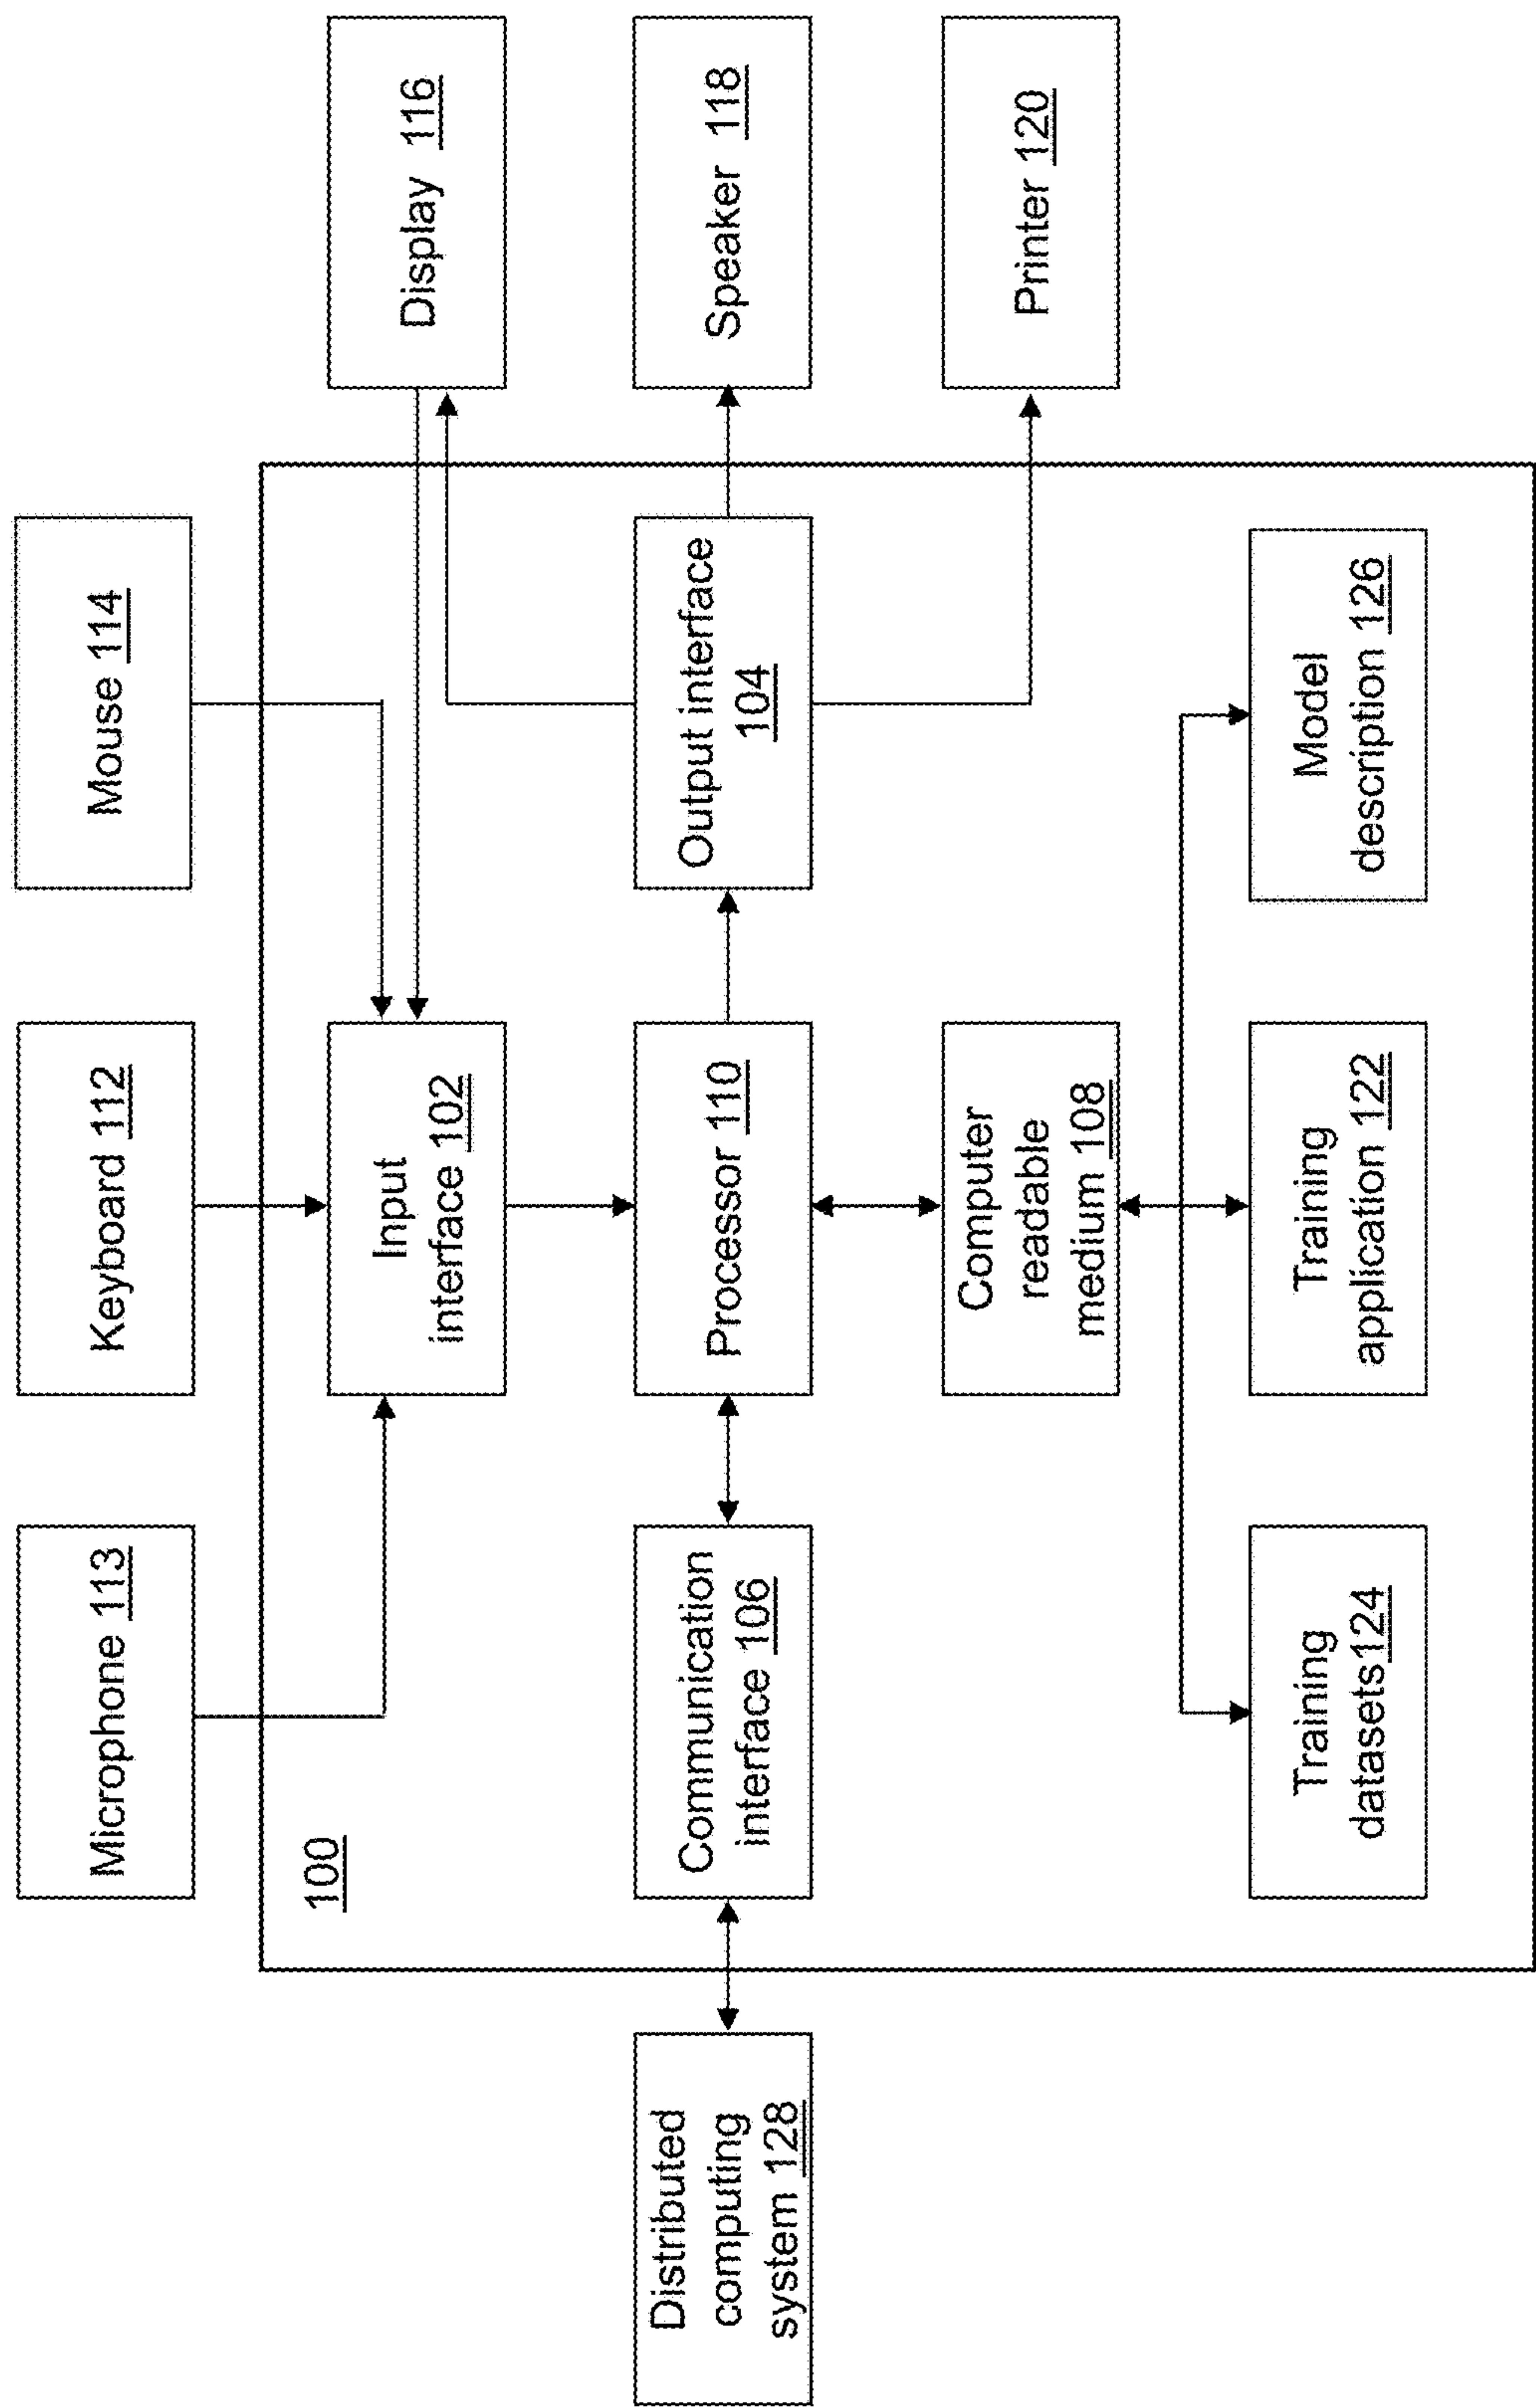 Microphone 113
Keyboard 112
Mouse 114
100
Input
interface 102
Display 116
Distributed
computing
system 128
Communication
interface 106
Processor 110
Output interface
104
Speaker 118
Computer
readable
medium 108
Printer 120
Training
datasets124
Training
application 122
Model
description 126